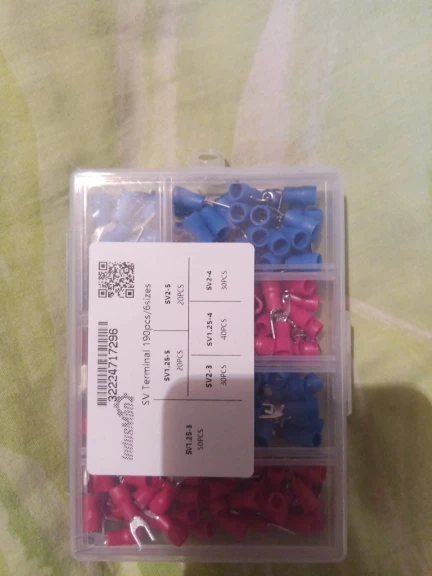 SV Terminal 190pcs/6sizes
32224717296
SV2-5
20PCS
SV2-4
30PCS
SV1.25-5
20PCS
SV1.25-4
40PCS
SV2-3
30PCS
SV1.25-3
50PCS